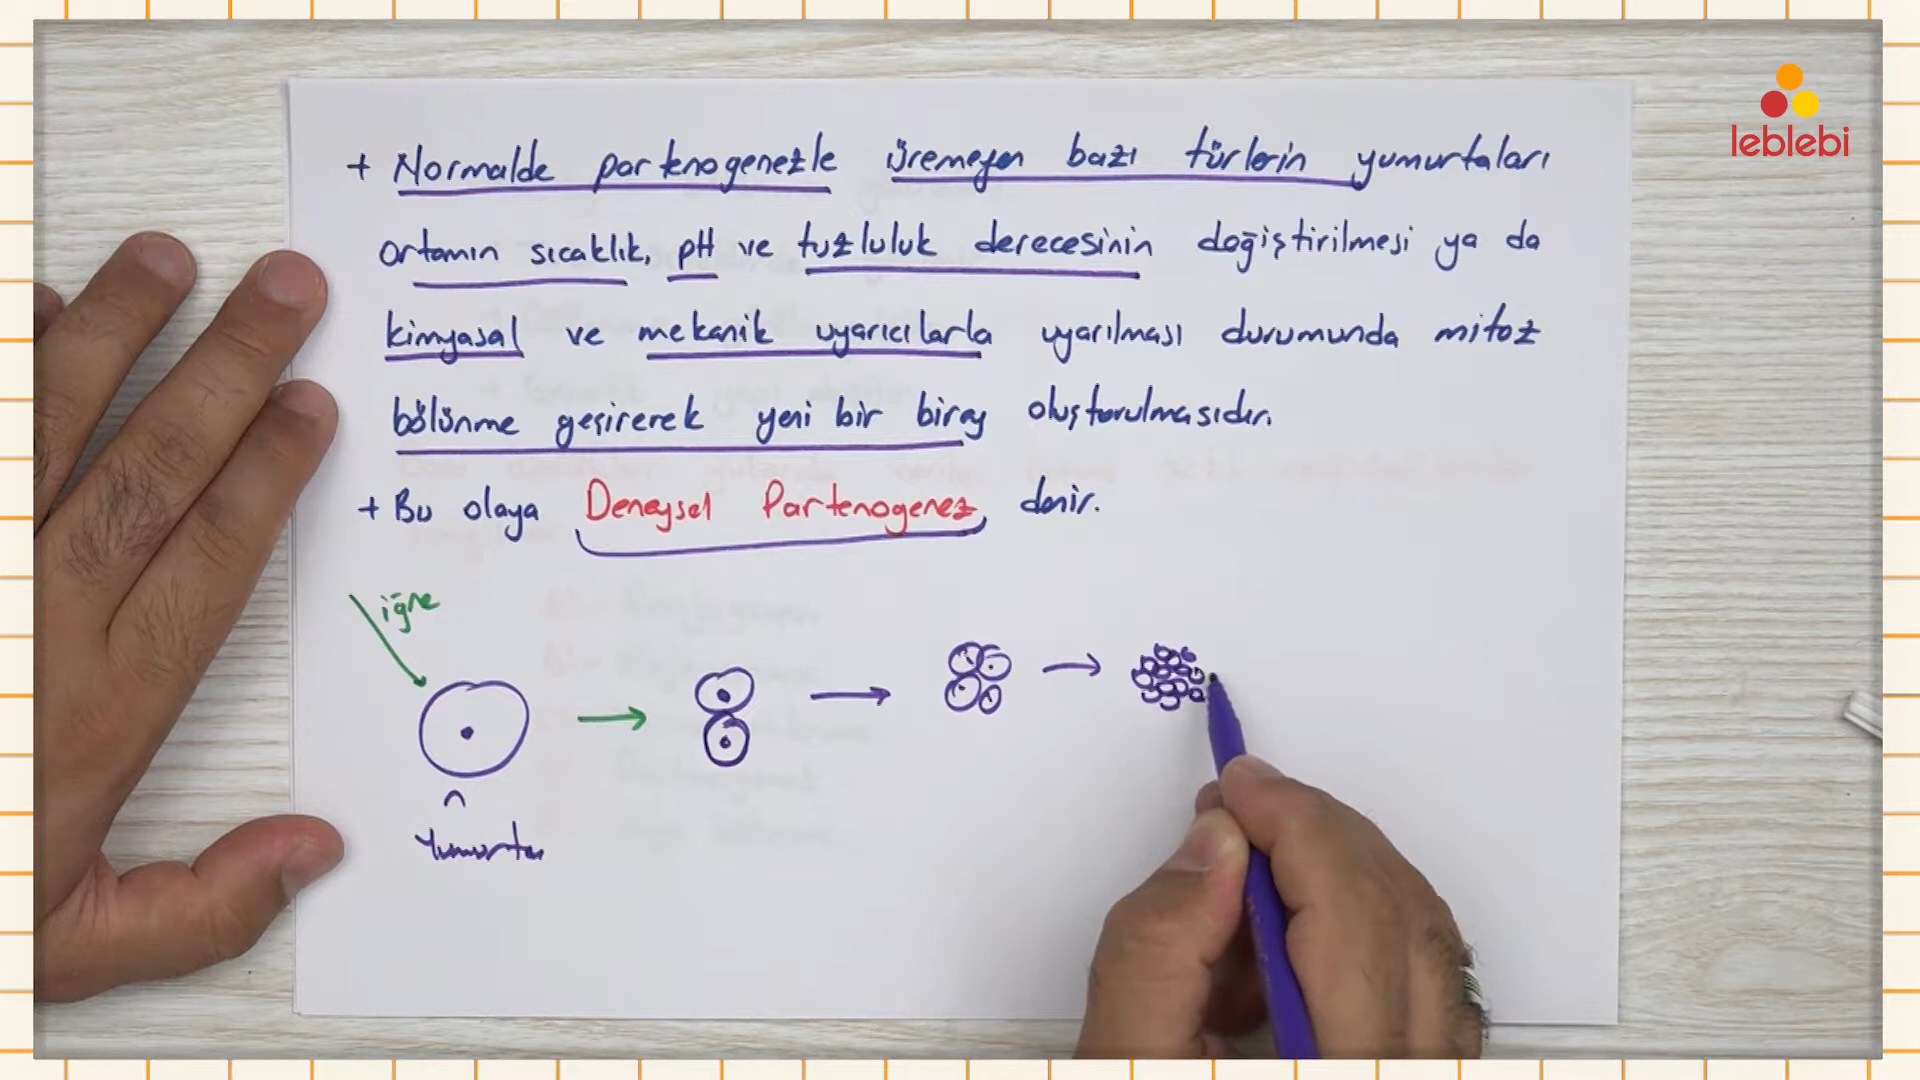 leblebi
+ Normalde partenogenezle üremeyen bazı türlerin yumurtaları
ortamın sıcaklık, pH ve tuzluluk derecesinin değiştirilmesi ya da
kimyasal ve mekanik uyarıcılarla uyarılması durumunda mitoz
bölünme geçirerek yeni bir birey oluşturulmasıdır.
+ Bu olaya Deneysel Partenogenez denir.
iğne
n
Yumurta